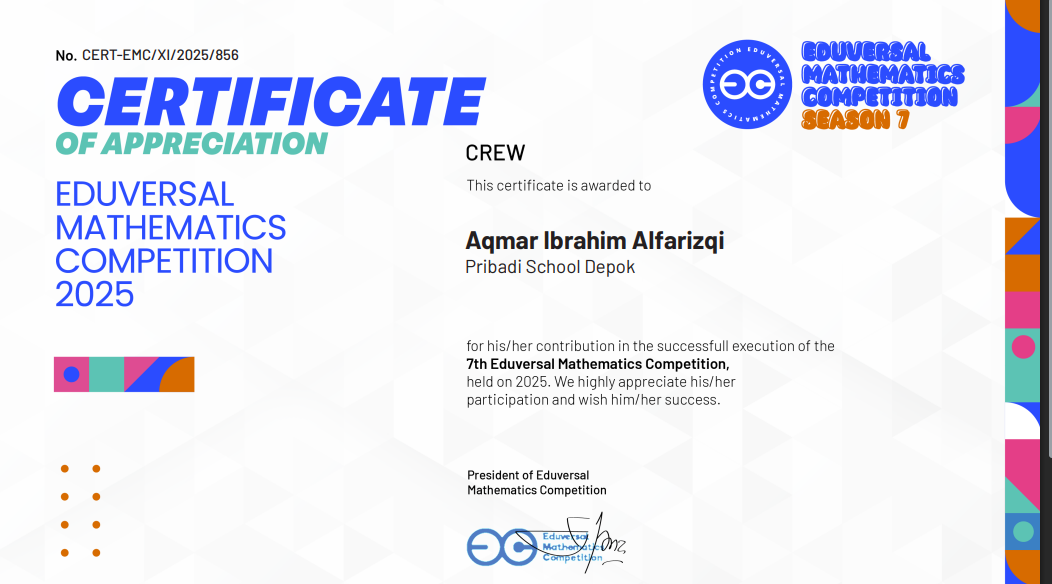 No. CERT-EMC/XI/2025/856
CERTIFICATE
OF APPRECIATION
EDUVERSAL
MATHEMATICS
COMPETITION
2025
EDUVERSAL MATHEMATICS COMPETITION
EDUVERSAL
MATHEMATICS
COMPETITION
SEASON 7
CREW
This certificate is awarded to
Aqmar Ibrahim Alfarizqi
Pribadi School Depok
for his/her contribution in the successfull execution of the
7th Eduversal Mathematics Competition,
held on 2025. We highly appreciate his/her
participation and wish him/her success.
President of Eduversal
Mathematics Competition
Eduversal
Mathematics
Competition